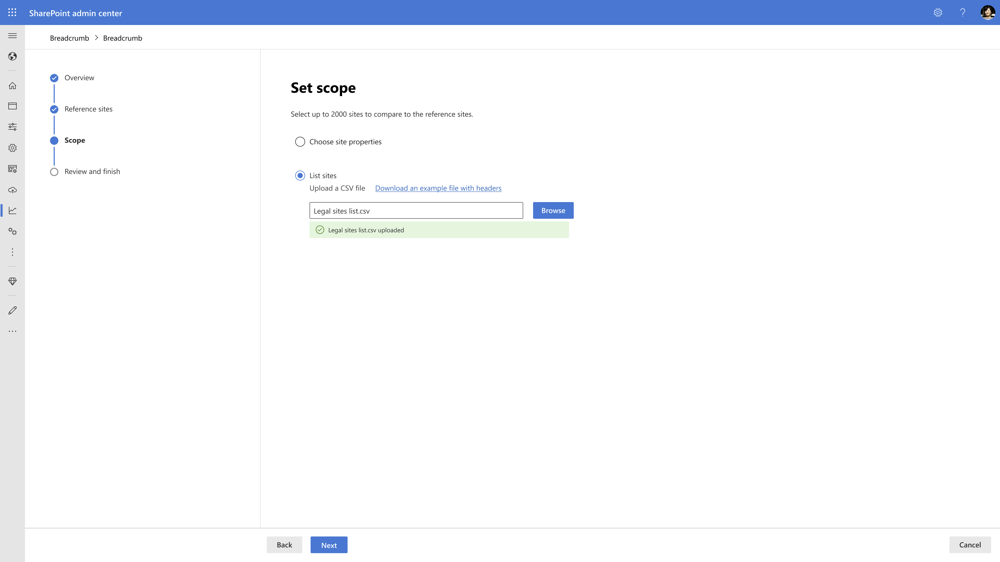 SharePoint admin center
Breadcrumb > Breadcrumb
Overview
Reference sites
Scope
Review and finish
Set scope
Select up to 2000 sites to compare to the reference sites.
Choose site properties
List sites
Upload a CSV file Download an example file with headers
Legal sites list.csv
Browse
Legal sites list.csv uploaded
Back
Next
Cancel